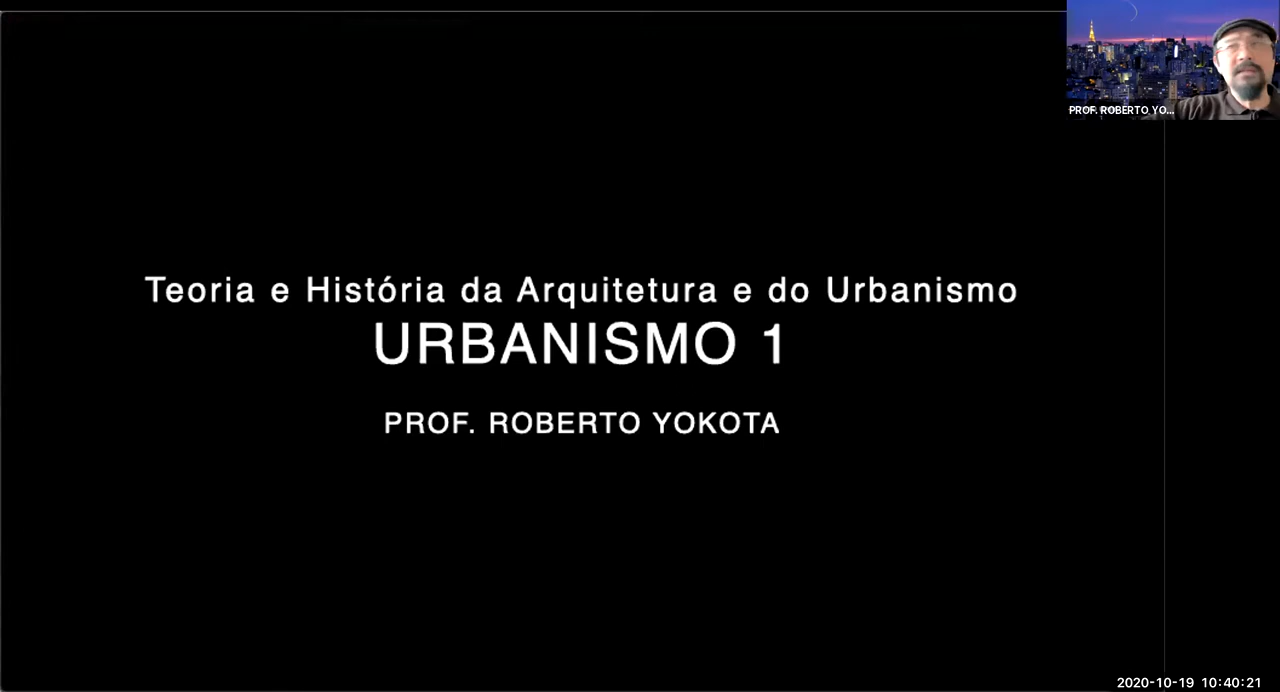 PROF. ROBERTO YO...
Teoria e História da Arquitetura e do Urbanismo
URBANISMO 1
PROF. ROBERTO YOKOTA
2020-10-19 10:40:21